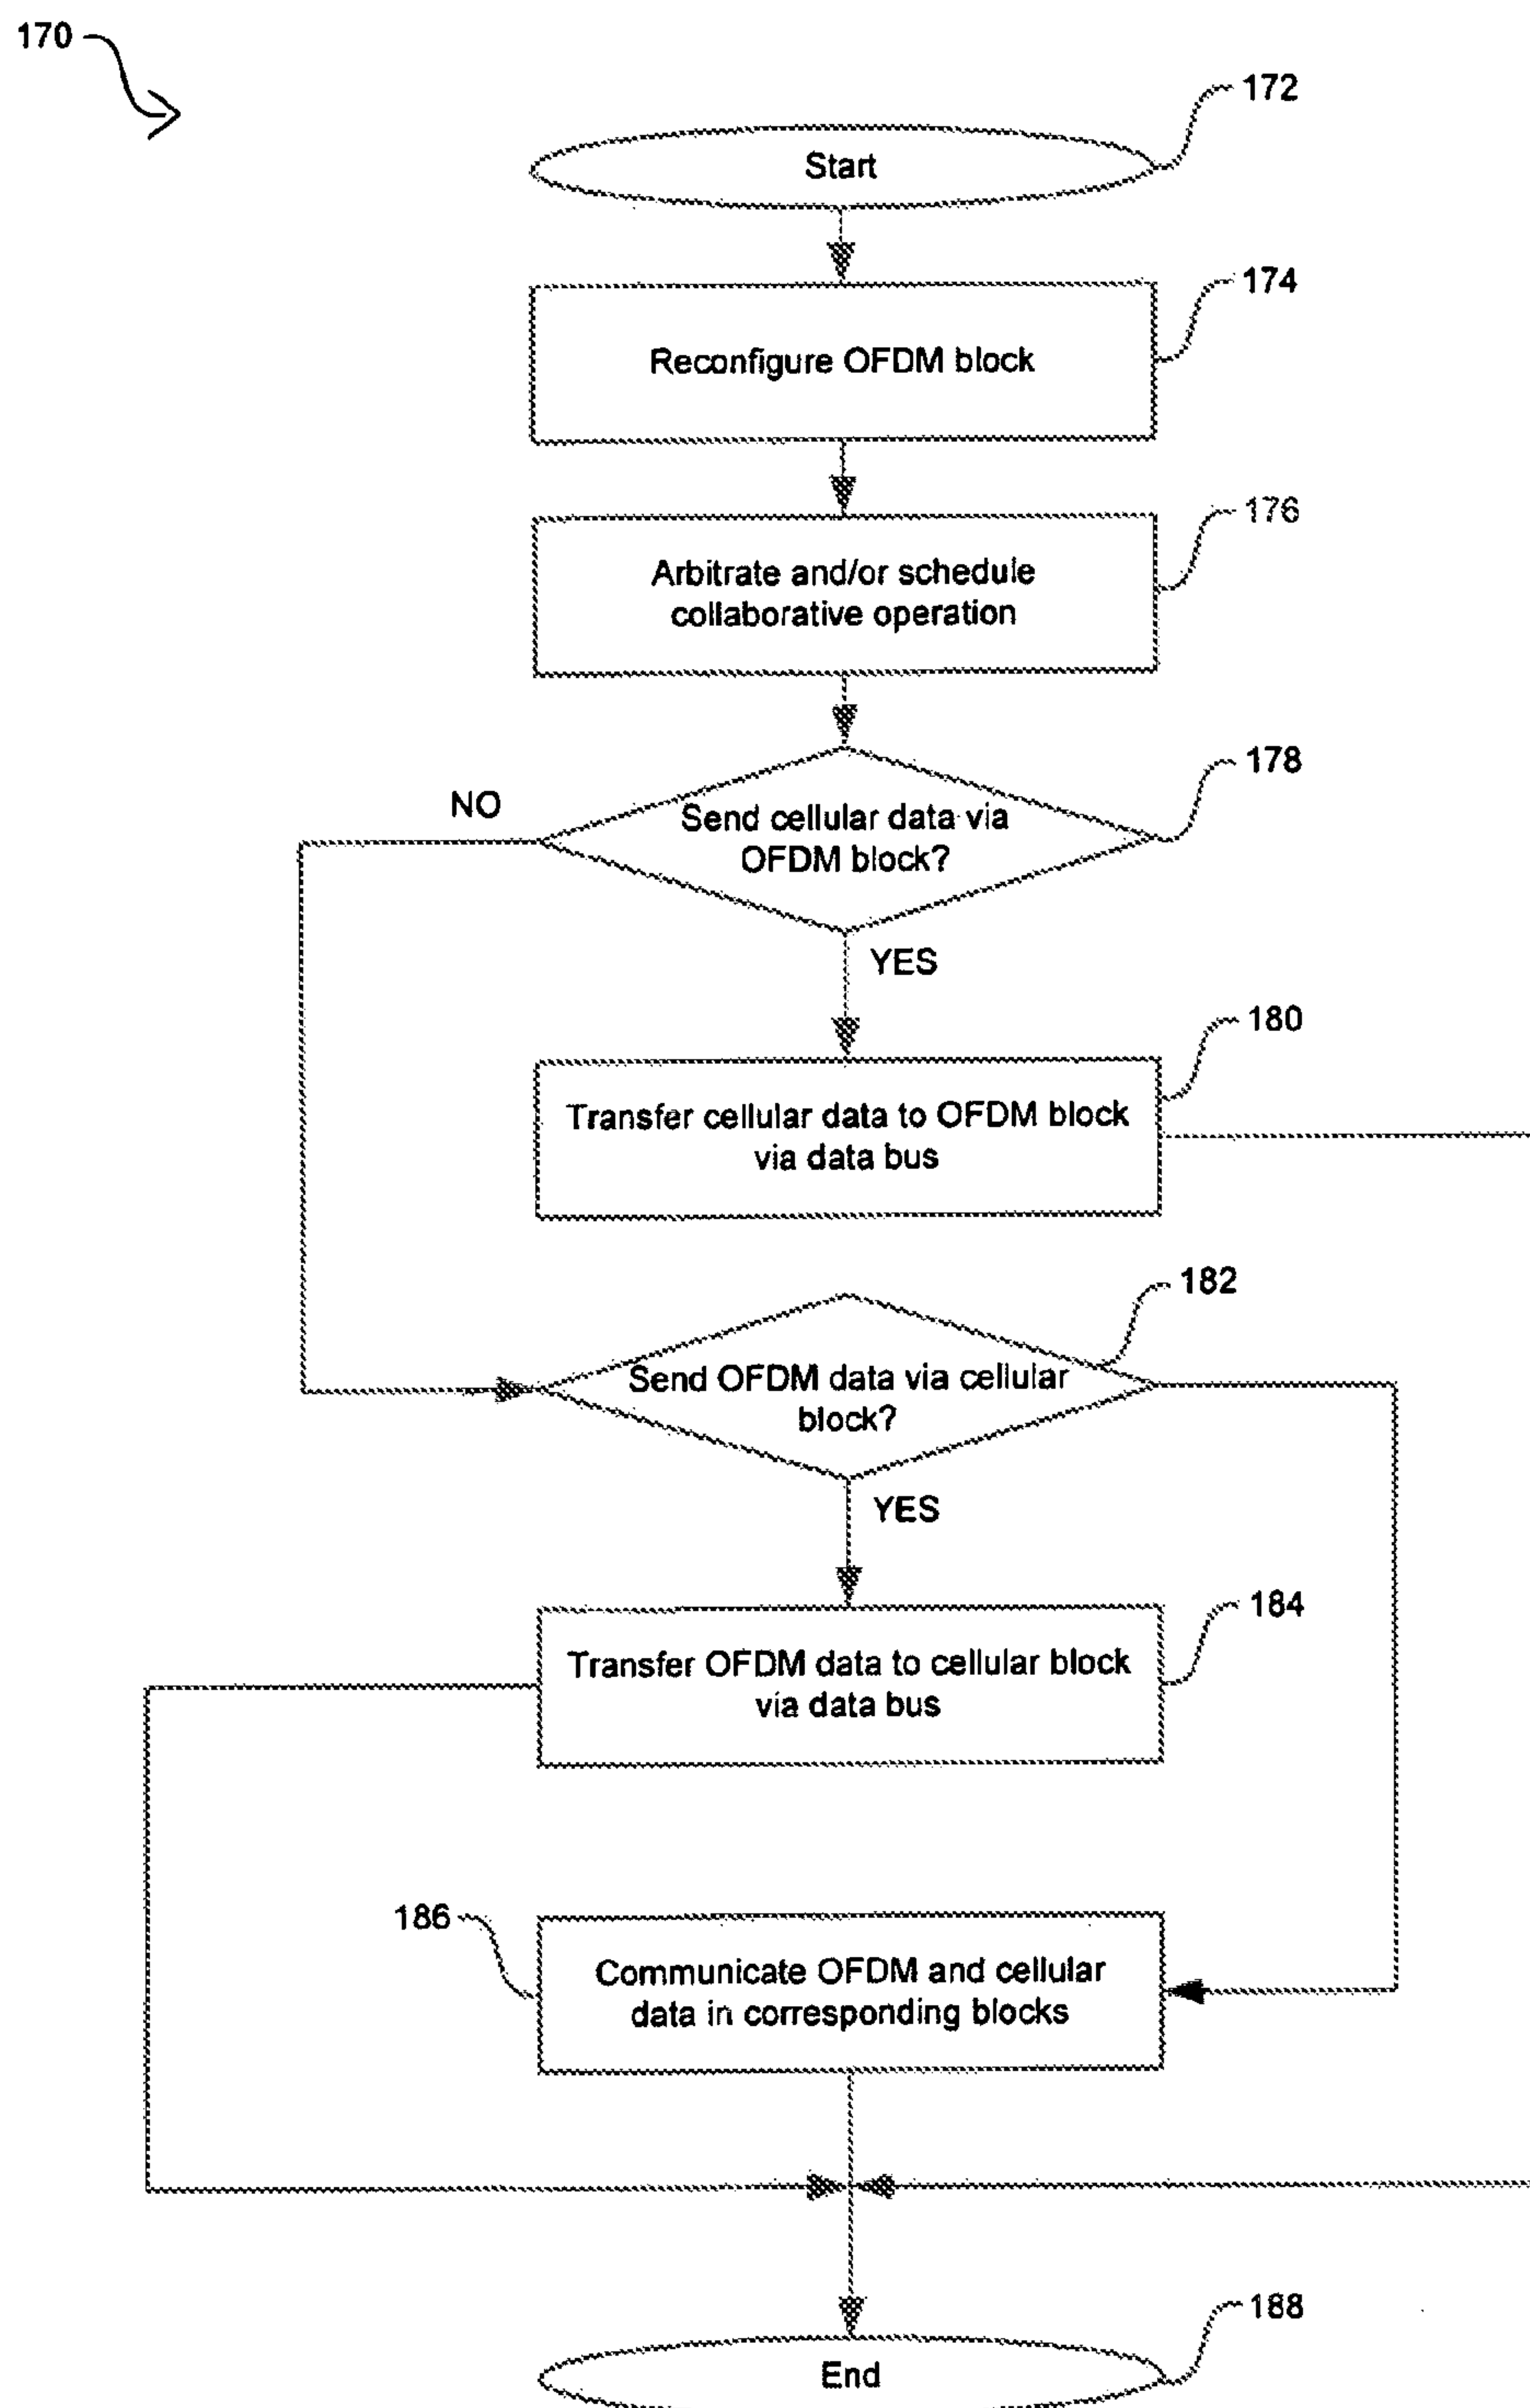 170
172
Start
174
Reconfigure OFDM block
176
Arbitrate and/or schedule
collaborative operation
178
NO
Send cellular data via
OFDM block?
YES
180
Transfer cellular data to OFDM block
via data bus
182
Send OFDM data via cellular
block?
YES
184
Transfer OFDM data to cellular block
via data bus
186
Communicate OFDM and cellular
data in corresponding blocks
188
End